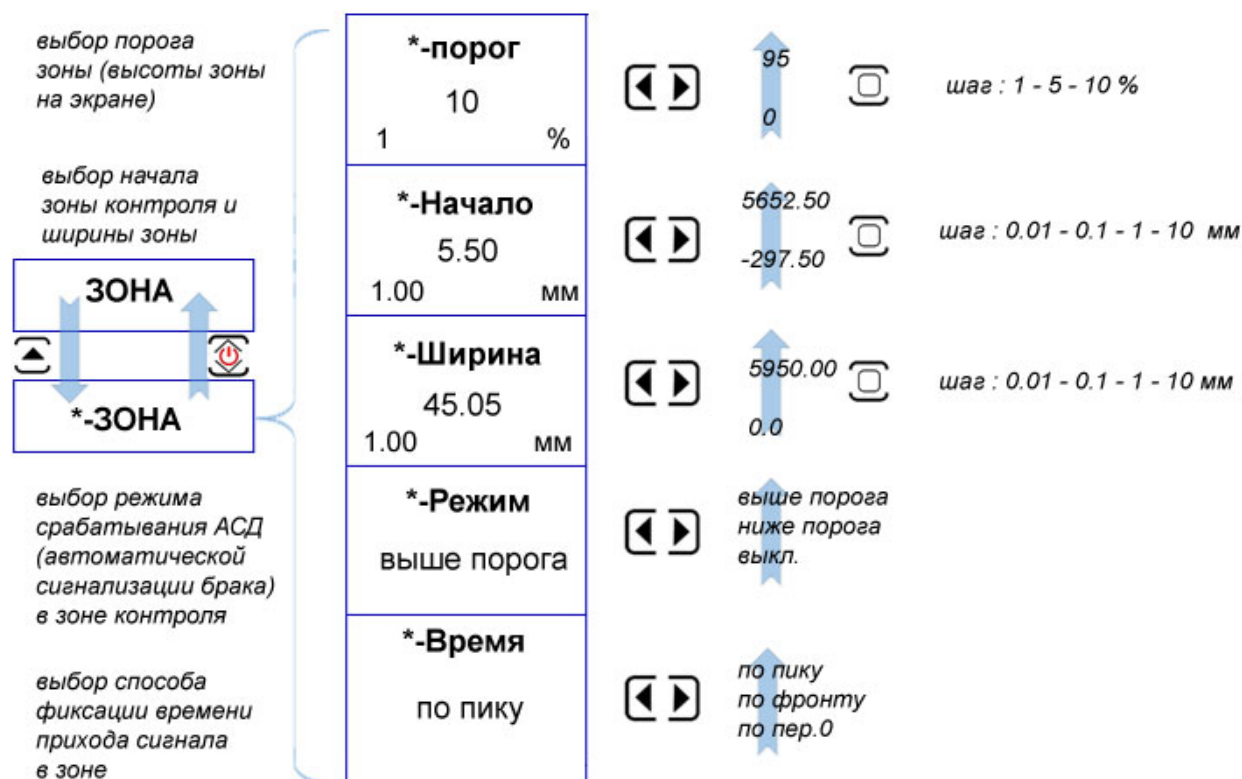 выбор порога
зоны (высоты зоны
на экране)
выбор начала
зоны контроля и
ширины зоны
ЗОНА
*-ЗОНА
выбор режима
срабатывания АСД
(автоматической
сигнализации брака)
в зоне контроля
выбор способа
фиксации времени
прихода сигнала
в зоне
*-порог
10
1 %
95
0
шаг : 1 - 5 - 10 %
*-Начало
5.50
1.00 мм
5652.50
-297.50
шаг : 0.01 - 0.1 - 1 - 10 мм
*-Ширина
45.05
1.00 мм
5950.00
0.0
шаг : 0.01 - 0.1 - 1 - 10 мм
*-Режим
выше порога
выше порога
ниже порога
выкл.
*-Время
по пику
по пику
по фронту
по пер.0